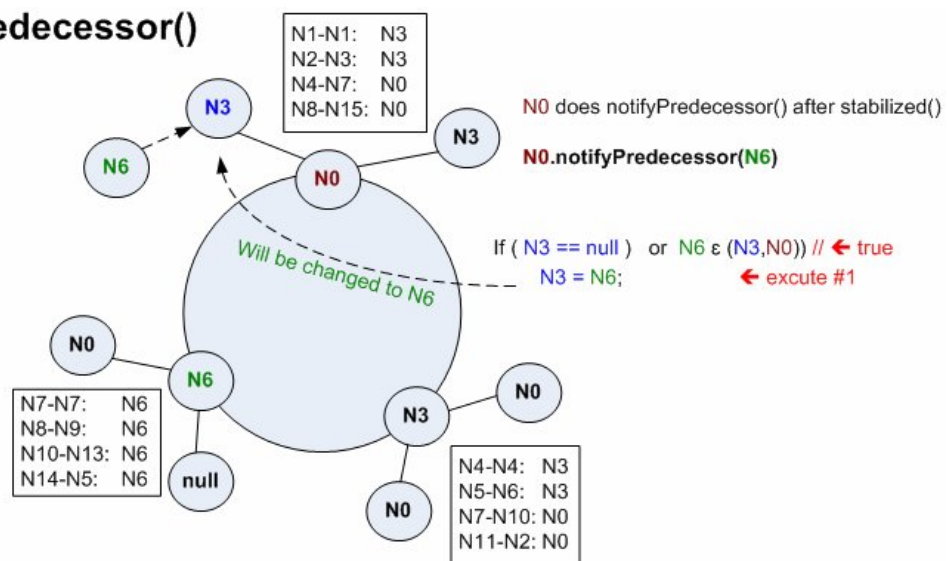 edecessor()
N1-N1: N3
N2-N3: N3
N4-N7: N0
N8-N15: N0
N3
N6
N0
N3
N0 does notifyPredecessor() after stabilized()
N0.notifyPredecessor(N6)
If ( N3 == null ) or N6 ε (N3,N0)) // ← true
N3 = N6; ← excute #1
Will be changed to N6
N0
N6
null
N7-N7: N6
N8-N9: N6
N10-N13: N6
N14-N5: N6
N3
N0
N0
N4-N4: N3
N5-N6: N3
N7-N10: N0
N11-N2: N0